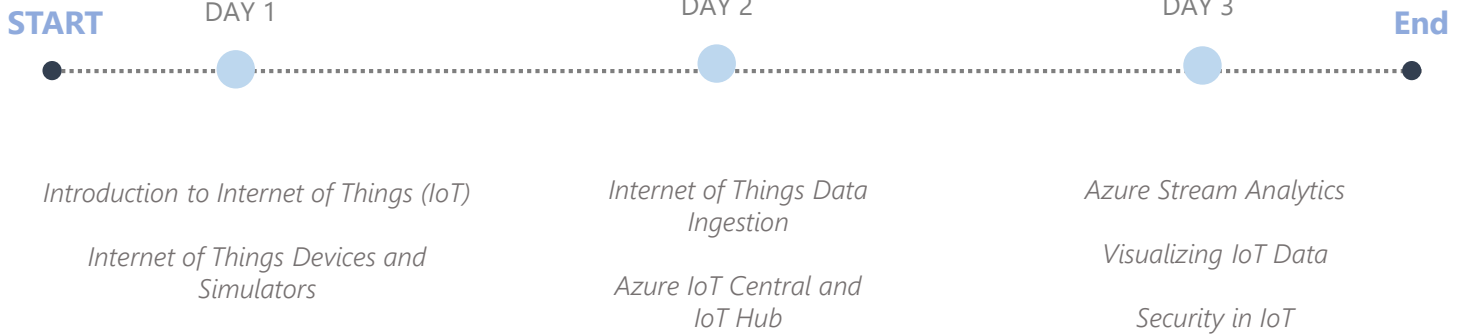 START
DAY 1
DAY 2
DAY 3
End
Introduction to Internet of Things (IoT)
Internet of Things Devices and
Simulators
Internet of Things Data
Ingestion
Azure IoT Central and
IoT Hub
Azure Stream Analytics
Visualizing IoT Data
Security in IoT